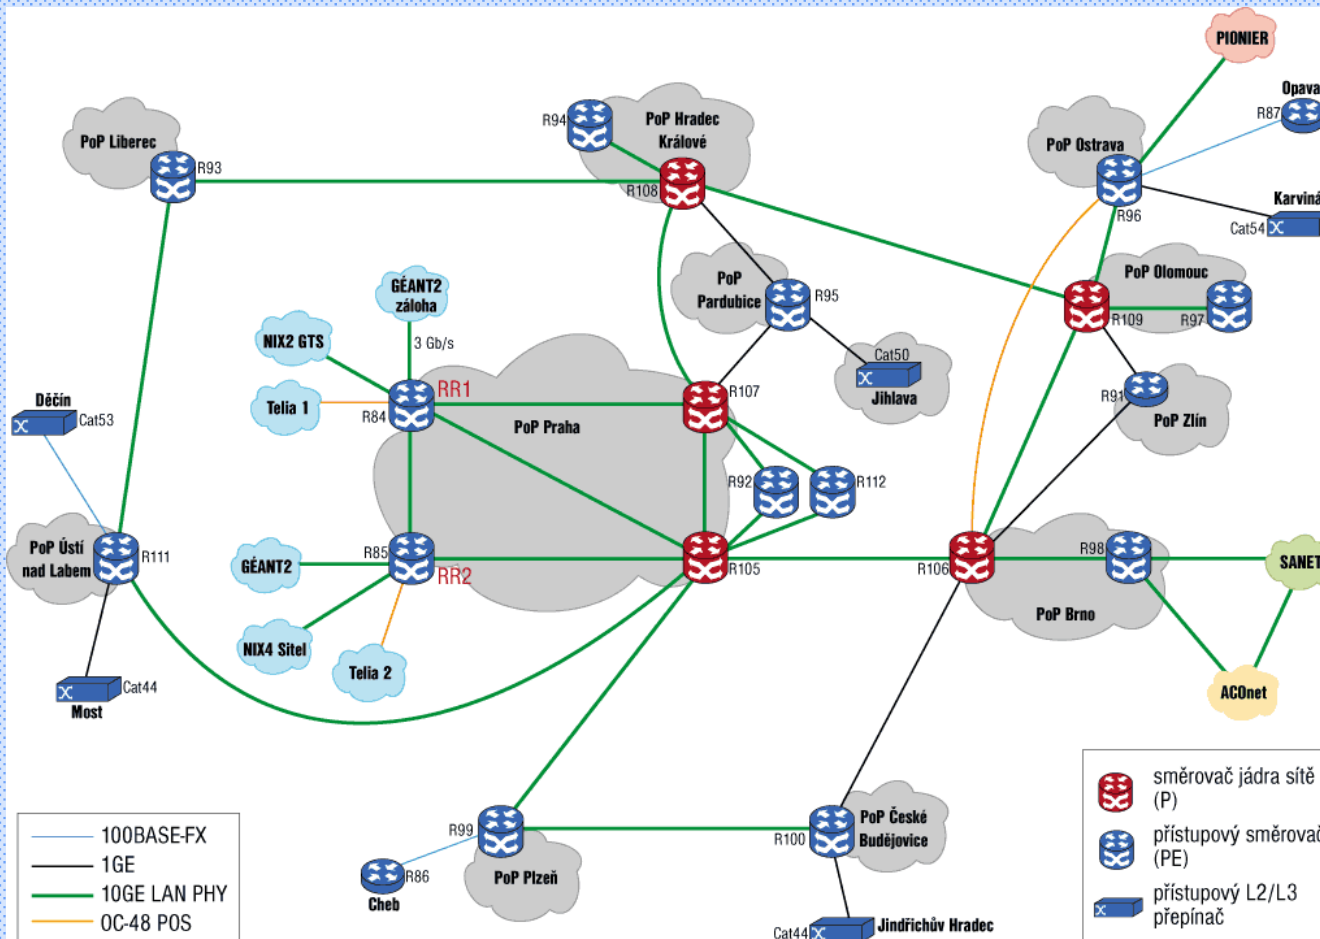 PIONIER
Opava
R87
PoP Hradec
Králové
R94
PoP Liberec
PoP Ostrava
R93
R108
Karviná
R96
Cat54
PoP Olomouc
PoP
Pardubice
GÉANT2
záloha
R95
R109
R97
NIX2 GTS
3 Gb/s
Cat50
Jihlava
RR1
R107
R91
Děčín
Telia 1
R84
Cat53
PoP Praha
PoP Zlín
R92
R112
PoP Ústí
nad Labem
R111
R85
R98
GÉANT2
RR2
R105
R106
SANET
PoP Brno
NIX4 Sitel
Telia 2
Cat44
Most
ACOnet
směrovač jádra sítě
(P)
R99
R100
PoP České
Budějovice
přístupový směrovač
(PE)
100BASE-FX
1GE
10GE LAN PHY
OC-48 POS
R86
Cheb
PoP Plzeň
přístupový L2/L3
přepínač
Jindřichův Hradec
Cat44